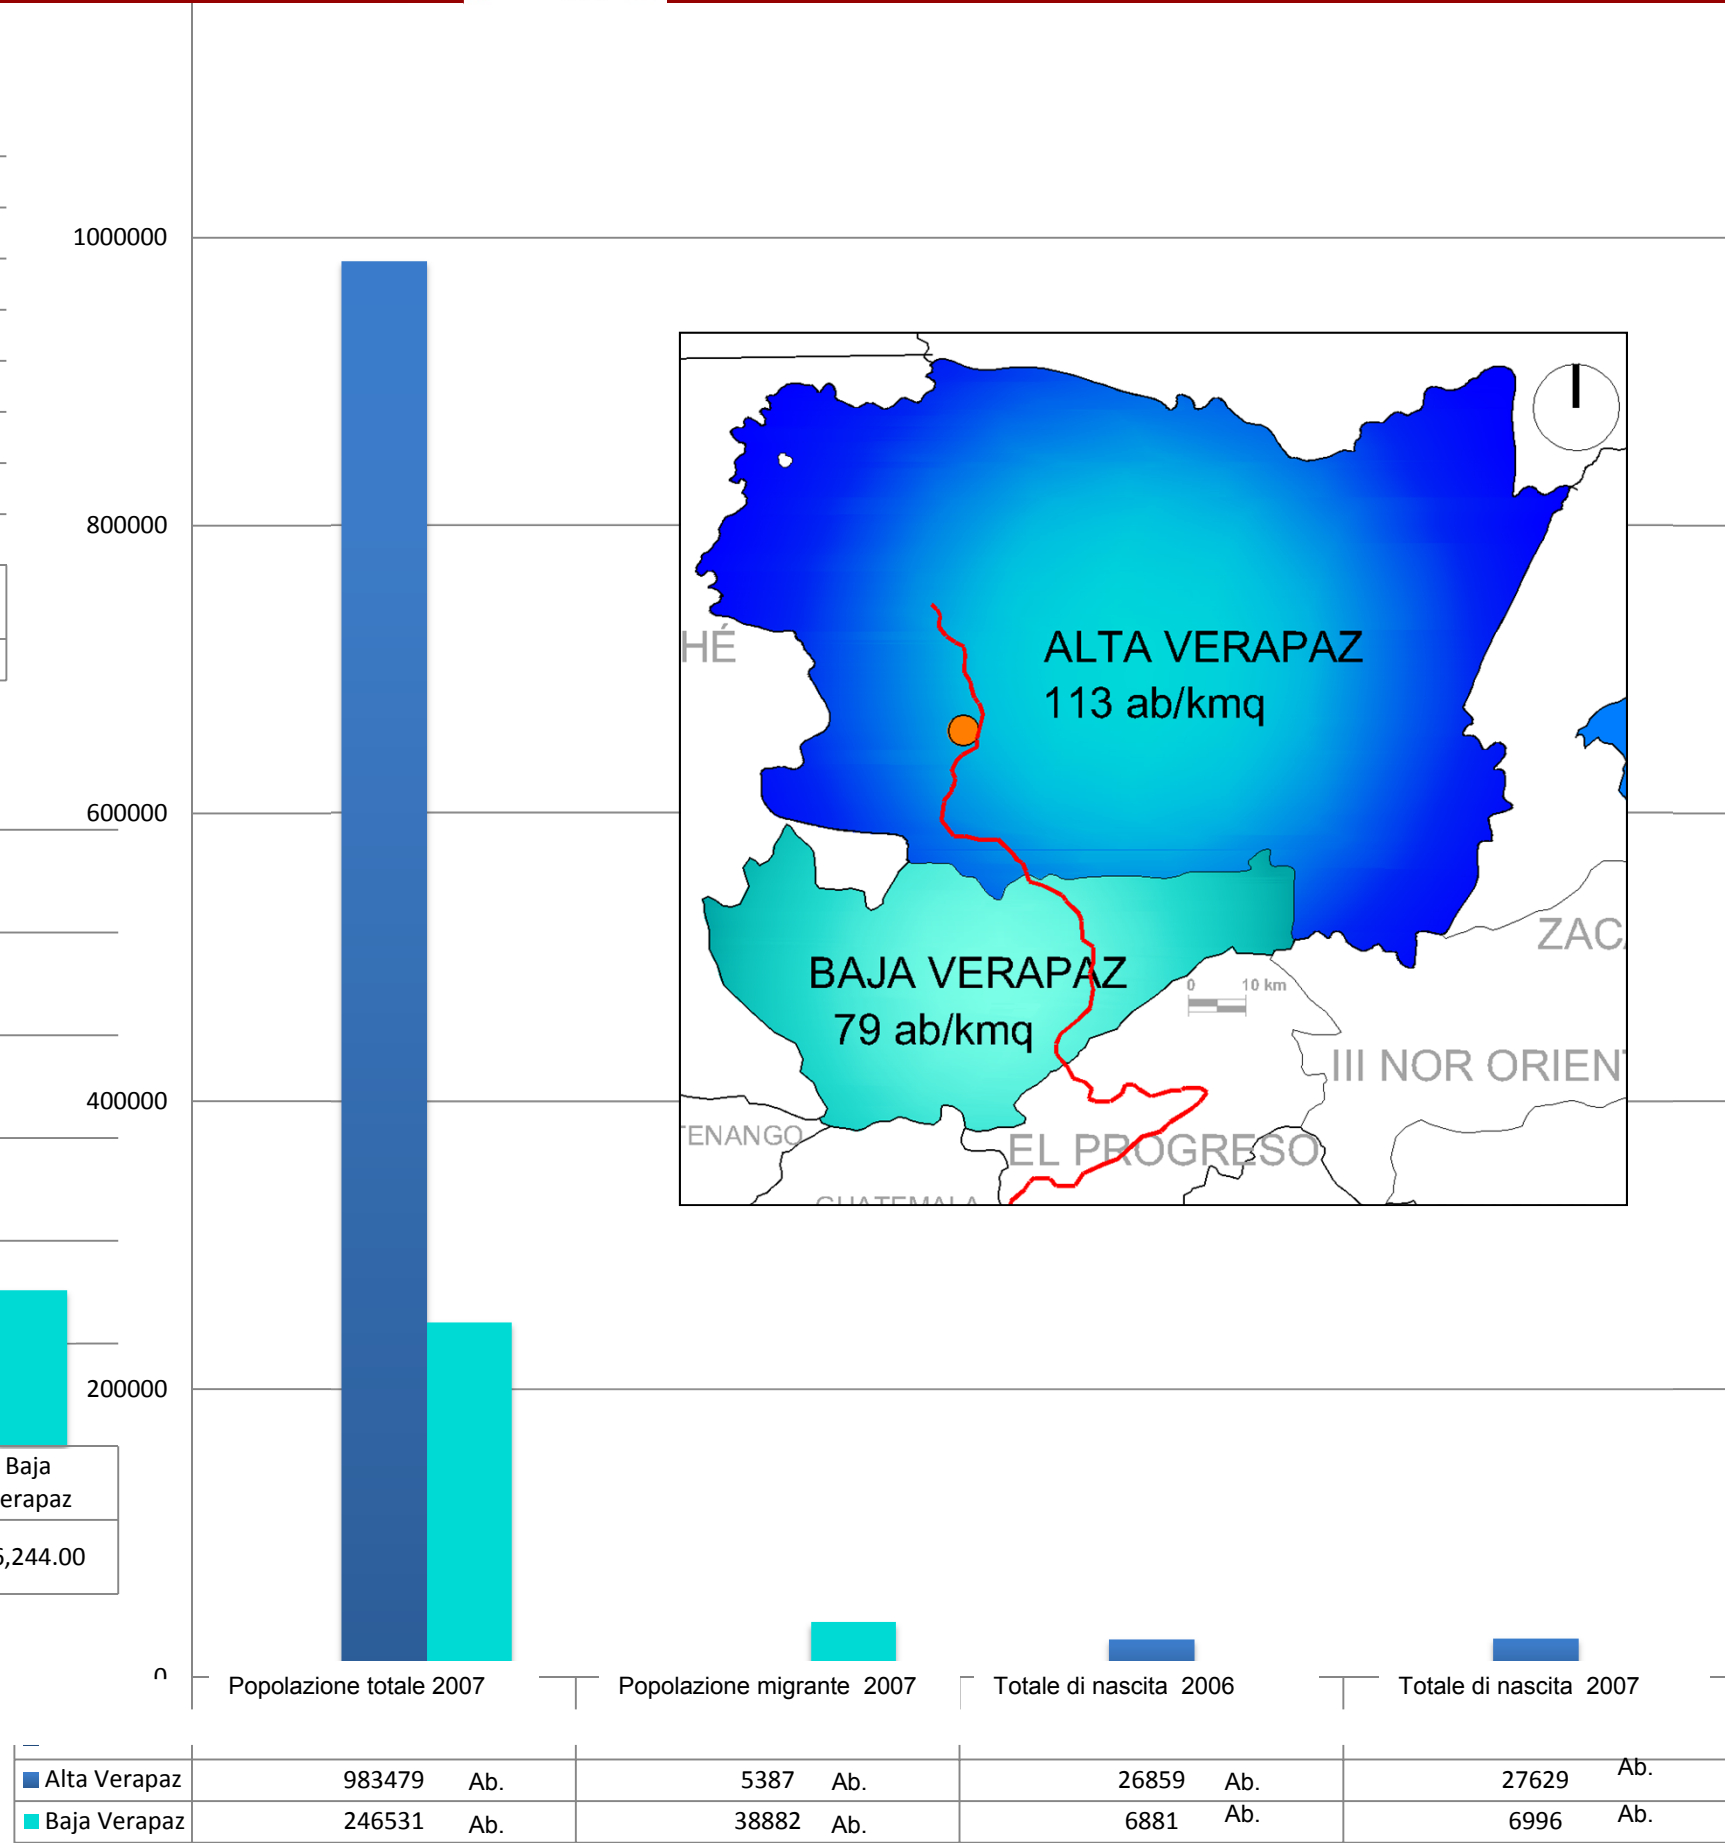 1000000
800000
600000
400000
200000
0
HÉ
ALTA VERAPAZ
113 ab/kmq
BAJA VERAPAZ
79 ab/kmq
0 10 km
ZAC
III NOR ORIEN
TENANGO
EL PROGRESO
GUATEMALA
Baja
erapaz
6,244.00
Popolazione totale 2007
Popolazione migrante 2007
Totale di nascita 2006
Totale di nascita 2007
Alta Verapaz 983479 Ab. 5387 Ab. 26859 Ab. 27629 Ab.
Baja Verapaz 246531 Ab. 38882 Ab. 6881 Ab. 6996 Ab.